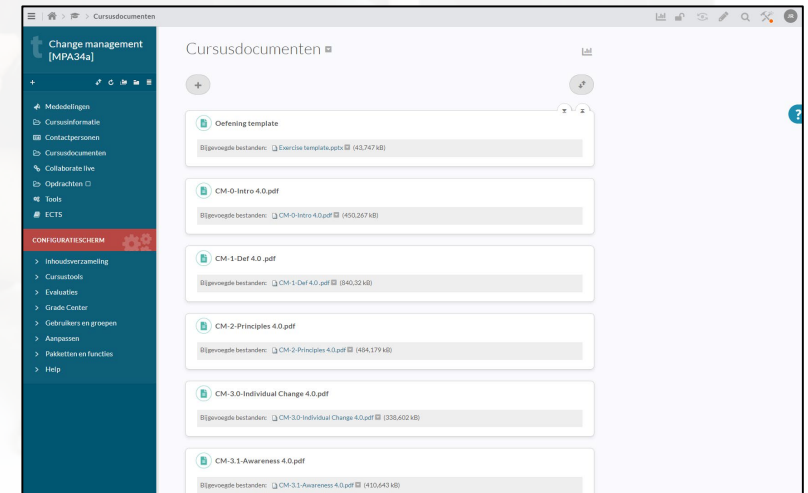 > > Cursusdocumenten
JR
t Change management
[MPA34a]
Mededelingen
Cursusinformatie
Contactpersonen
Cursusdocumenten
Collaborate live
Opdrachten
Tools
ECTS
CONFIGURATIESCHERM
> Inhoudsverzameling
> Cursustools
> Evaluaties
> Grade Center
> Gebruikers en groepen
> Aanpassen
> Pakketten en functies
> Help
Cursusdocumenten
Oefening template
Bijgevoegde bestanden: Exercise template.pptx (43,747 kB)
CM-0-Intro 4.0.pdf
Bijgevoegde bestanden: CM-0-Intro 4.0.pdf (450,267 kB)
CM-1-Def 4.0 .pdf
Bijgevoegde bestanden: CM-1-Def 4.0 .pdf (840,32 kB)
CM-2-Principles 4.0.pdf
Bijgevoegde bestanden: CM-2-Principles 4.0.pdf (484,179 kB)
CM-3.0-Individual Change 4.0.pdf
Bijgevoegde bestanden: CM-3.0-Individual Change 4.0.pdf (338,602 kB)
CM-3.1-Awareness 4.0.pdf
Bijgevoegde bestanden: CM-3.1-Awareness 4.0.pdf (410,643 kB)
?